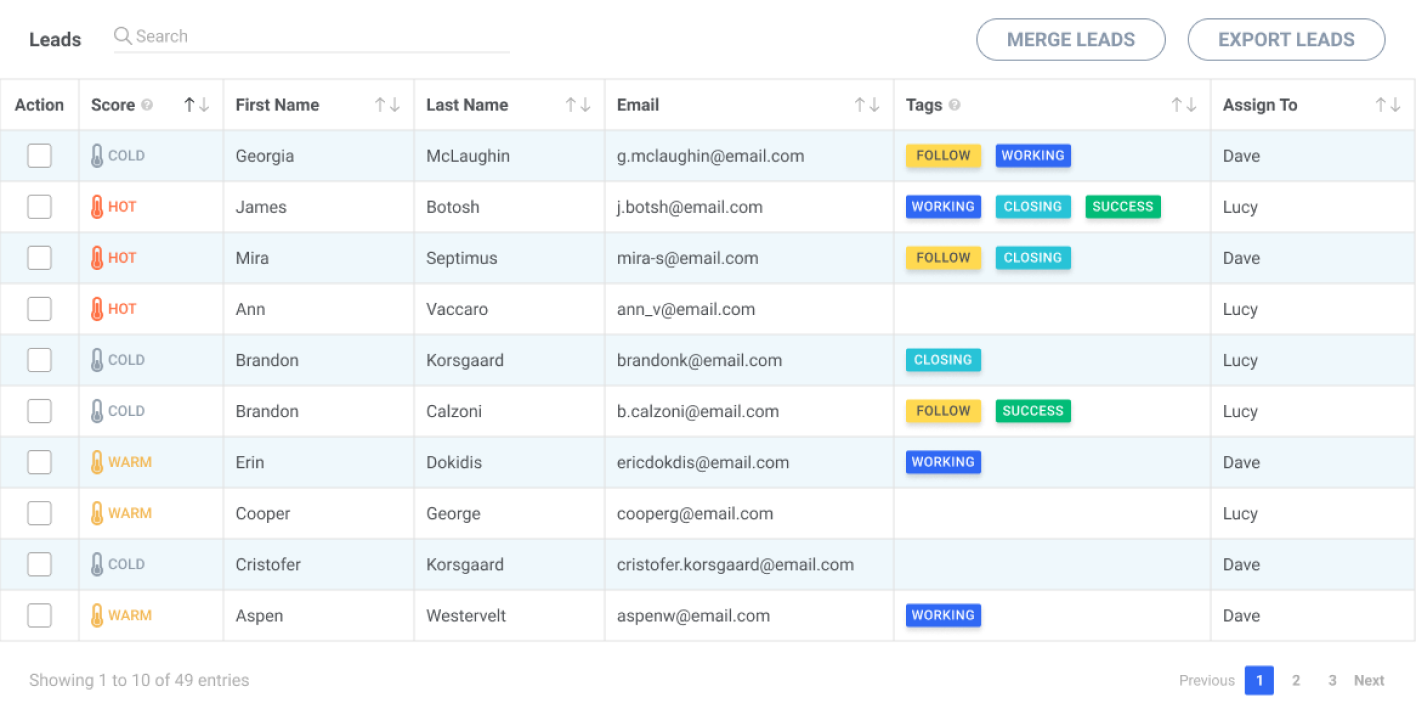 Leads Search MERGE LEADS EXPORT LEADS
Action Score First Name Last Name Email Tags Assign To
COLD Georgia McLaughin g.mclaughin@email.com FOLLOW WORKING Dave
HOT James Botosh j.botsh@email.com WORKING CLOSING SUCCESS Lucy
HOT Mira Septimus mira-s@email.com FOLLOW CLOSING Dave
HOT Ann Vaccaro ann_v@email.com Lucy
COLD Brandon Korsgaard brandonk@email.com CLOSING Lucy
COLD Brandon Calzoni b.calzoni@email.com FOLLOW SUCCESS Lucy
WARM Erin Dokidis ericdokdis@email.com WORKING Dave
WARM Cooper George cooperg@email.com Lucy
COLD Cristofer Korsgaard cristofer.korsgaard@email.com Dave
WARM Aspen Westervelt aspenw@email.com WORKING Dave
Showing 1 to 10 of 49 entries Previous 1 2 3 Next